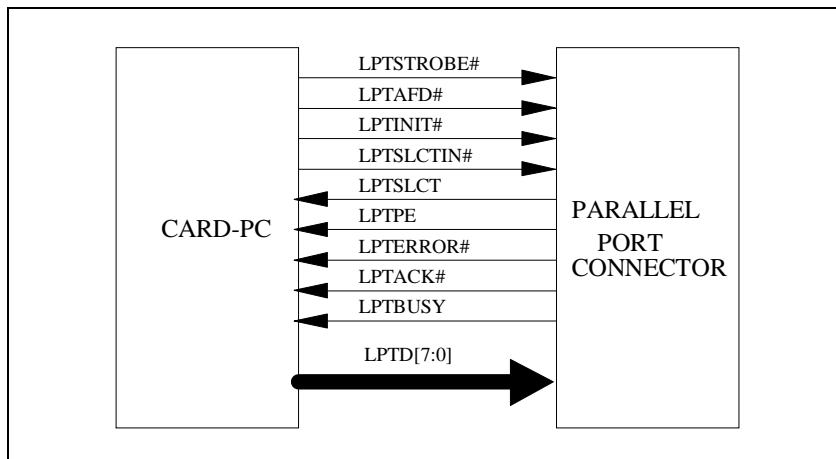 LPTSTROBE#
LPTAFD#
LPTINIT#
LPTSLCTIN#
LPTSLCT
LPTPE
LPTERROR#
LPTACK#
LPTBUSY
LPTD[7:0]
CARD-PC
PARALLEL
PORT
CONNECTOR